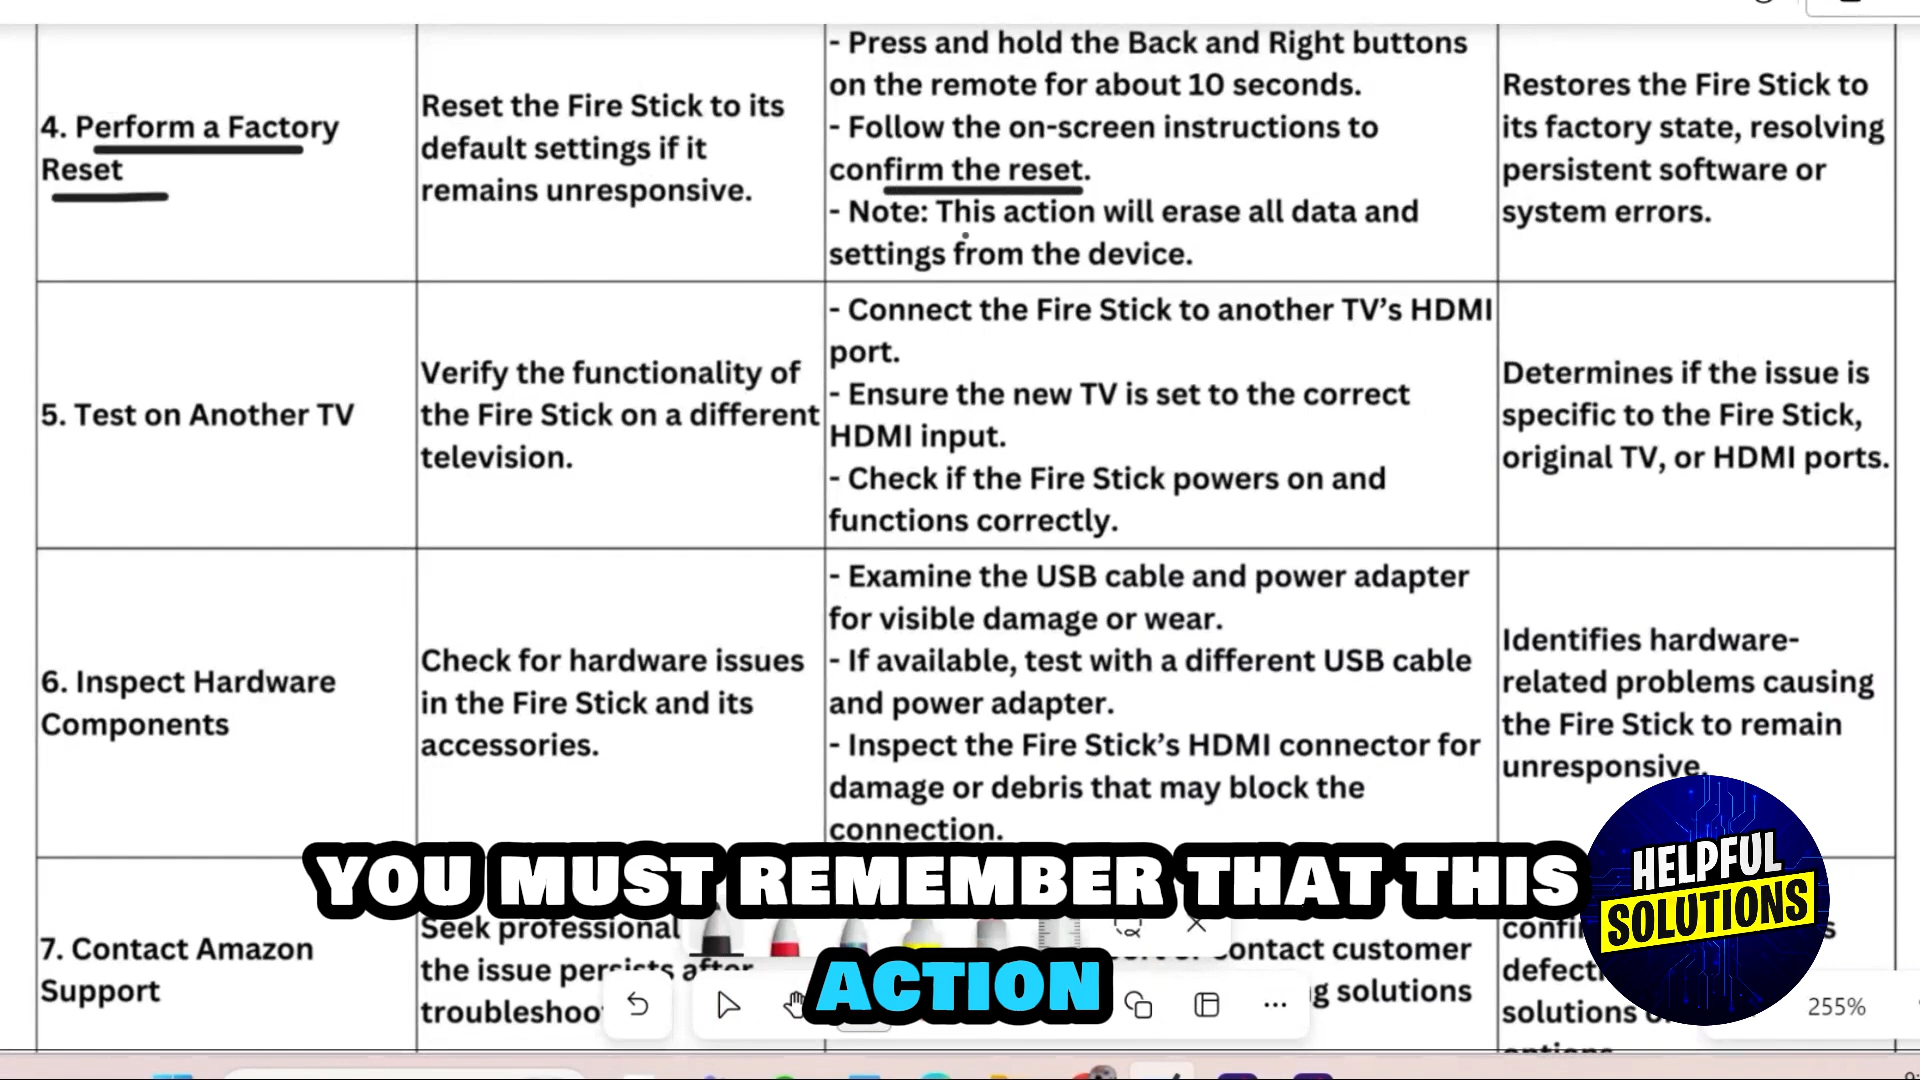 4. Perform a Factory
Reset
Reset the Fire Stick to its
default settings if it
remains unresponsive.
- Press and hold the Back and Right buttons
on the remote for about 10 seconds.
- Follow the on-screen instructions to
confirm the reset.
- Note: This action will erase all data and
settings from the device.
Restores the Fire Stick to
its factory state, resolving
persistent software or
system errors.
5. Test on Another TV
Verify the functionality of
the Fire Stick on a different
television.
- Connect the Fire Stick to another TV’s HDMI
port.
- Ensure the new TV is set to the correct
HDMI input.
- Check if the Fire Stick powers on and
functions correctly.
Determines if the issue is
specific to the Fire Stick,
original TV, or HDMI ports.
6. Inspect Hardware
Components
Check for hardware issues
in the Fire Stick and its
accessories.
- Examine the USB cable and power adapter
for visible damage or wear.
- If available, test with a different USB cable
and power adapter.
- Inspect the Fire Stick’s HDMI connector for
damage or debris that may block the
connection.
Identifies hardware-
related problems causing
the Fire Stick to remain
unresponsive.
7. Contact Amazon
Support
Seek professional
the issue persists after
contact customer
solutions
solutions
YOU MUST REMEMBER THAT THIS
ACTION
HELPFUL
SOLUTIONS
255%